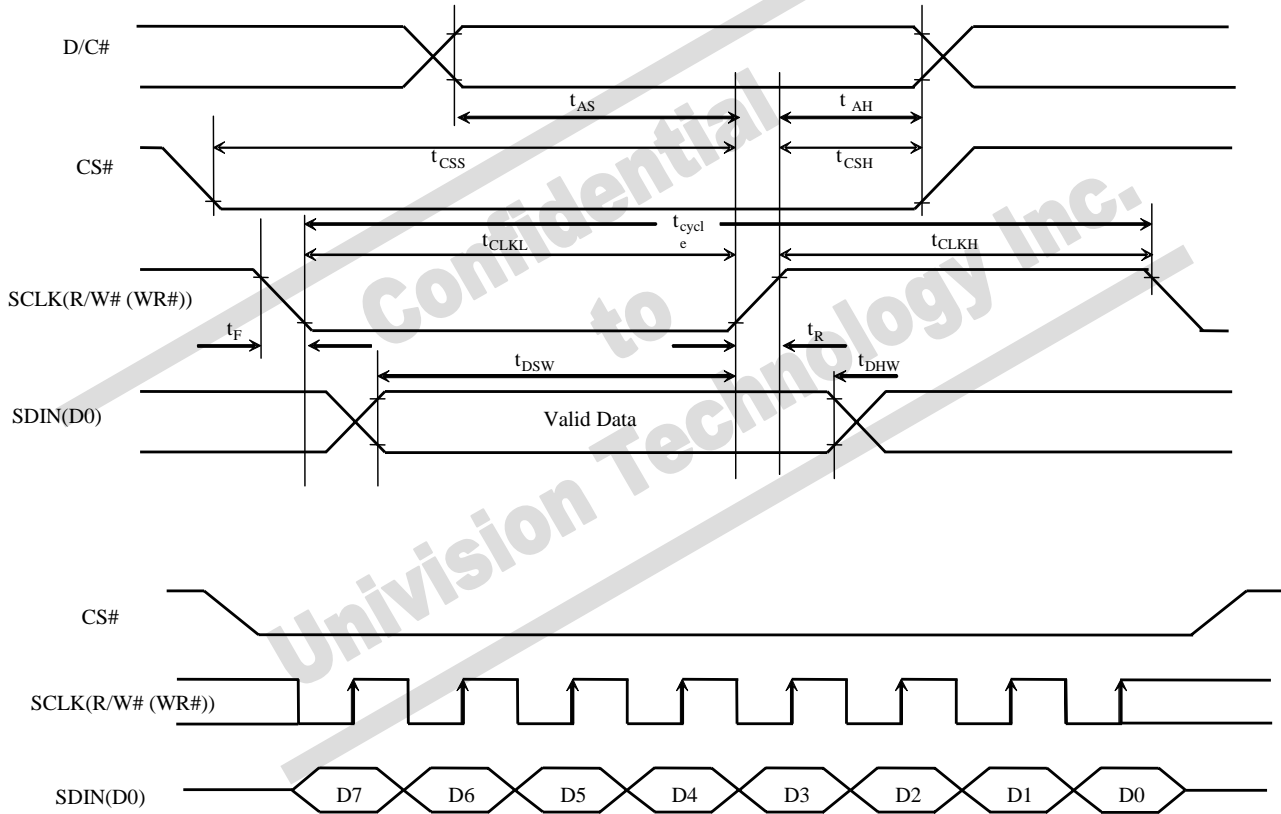 D/C#
tAS
t AH
CS#
tCSS
tCSH
tcycl
e
tCLKL
tCLKH
SCLK(R/W# (WR#))
tF
tR
tDSW
tDHW
SDIN(D0)
Valid Data
Confidential
to
Univision Technology Inc.
CS#
SCLK(R/W# (WR#))
SDIN(D0)
D7 D6 D5 D4 D3 D2 D1 D0